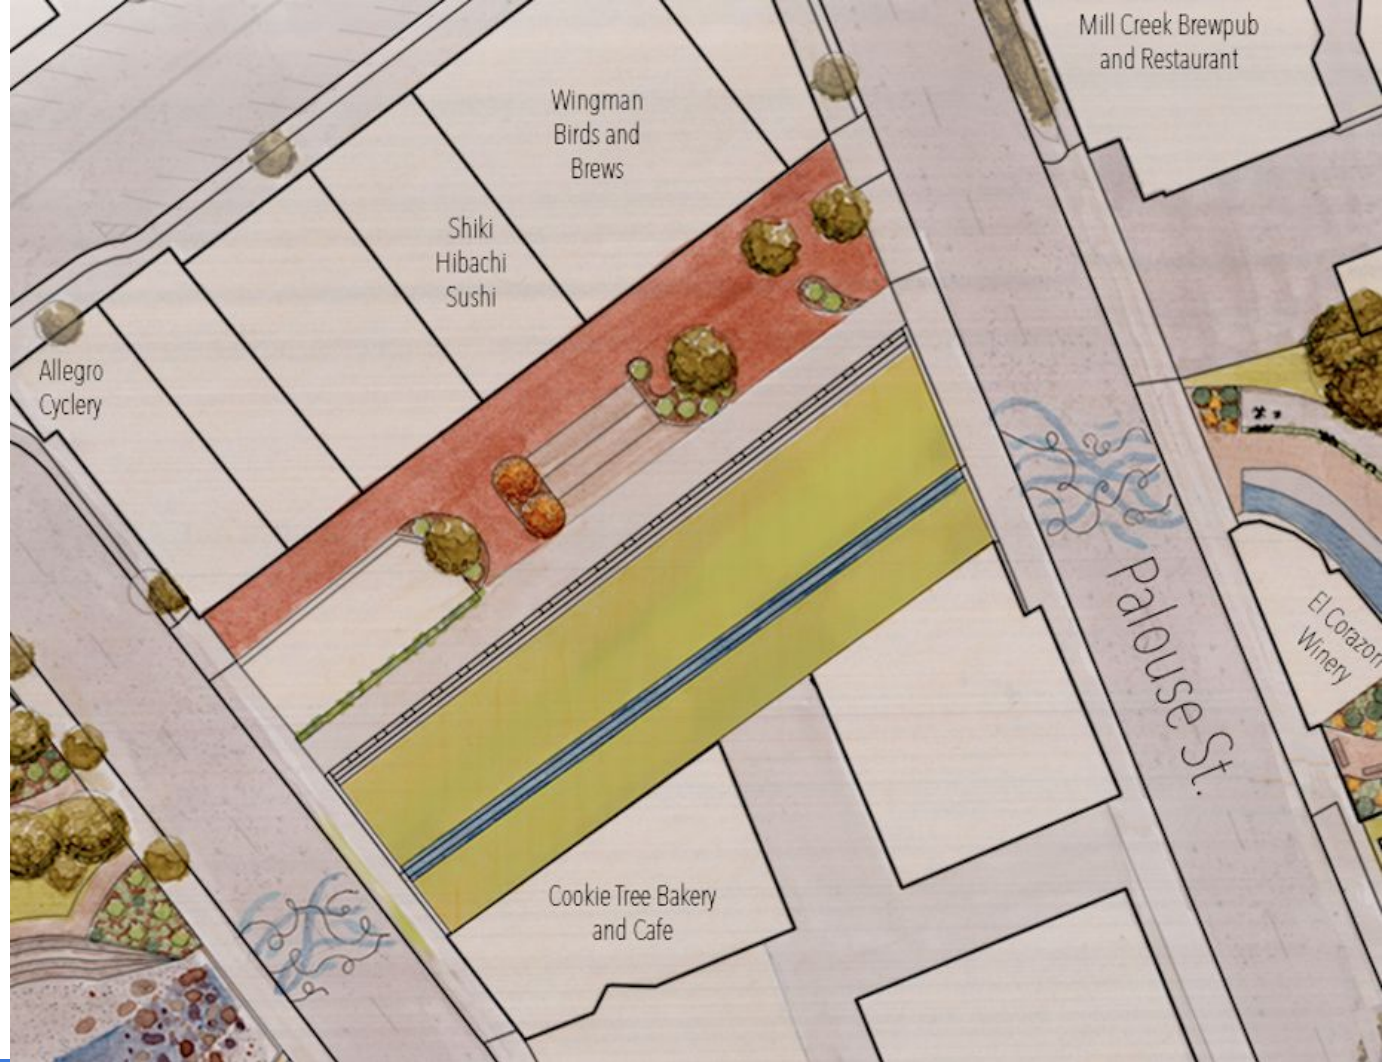 Mill Creek Brewpub
and Restaurant
Wingman
Birds and
Brews
Shiki
Hibachi
Sushi
Allegro
Cyclery
Palouse St.
El Corazon
Winery
Cookie Tree Bakery
and Cafe